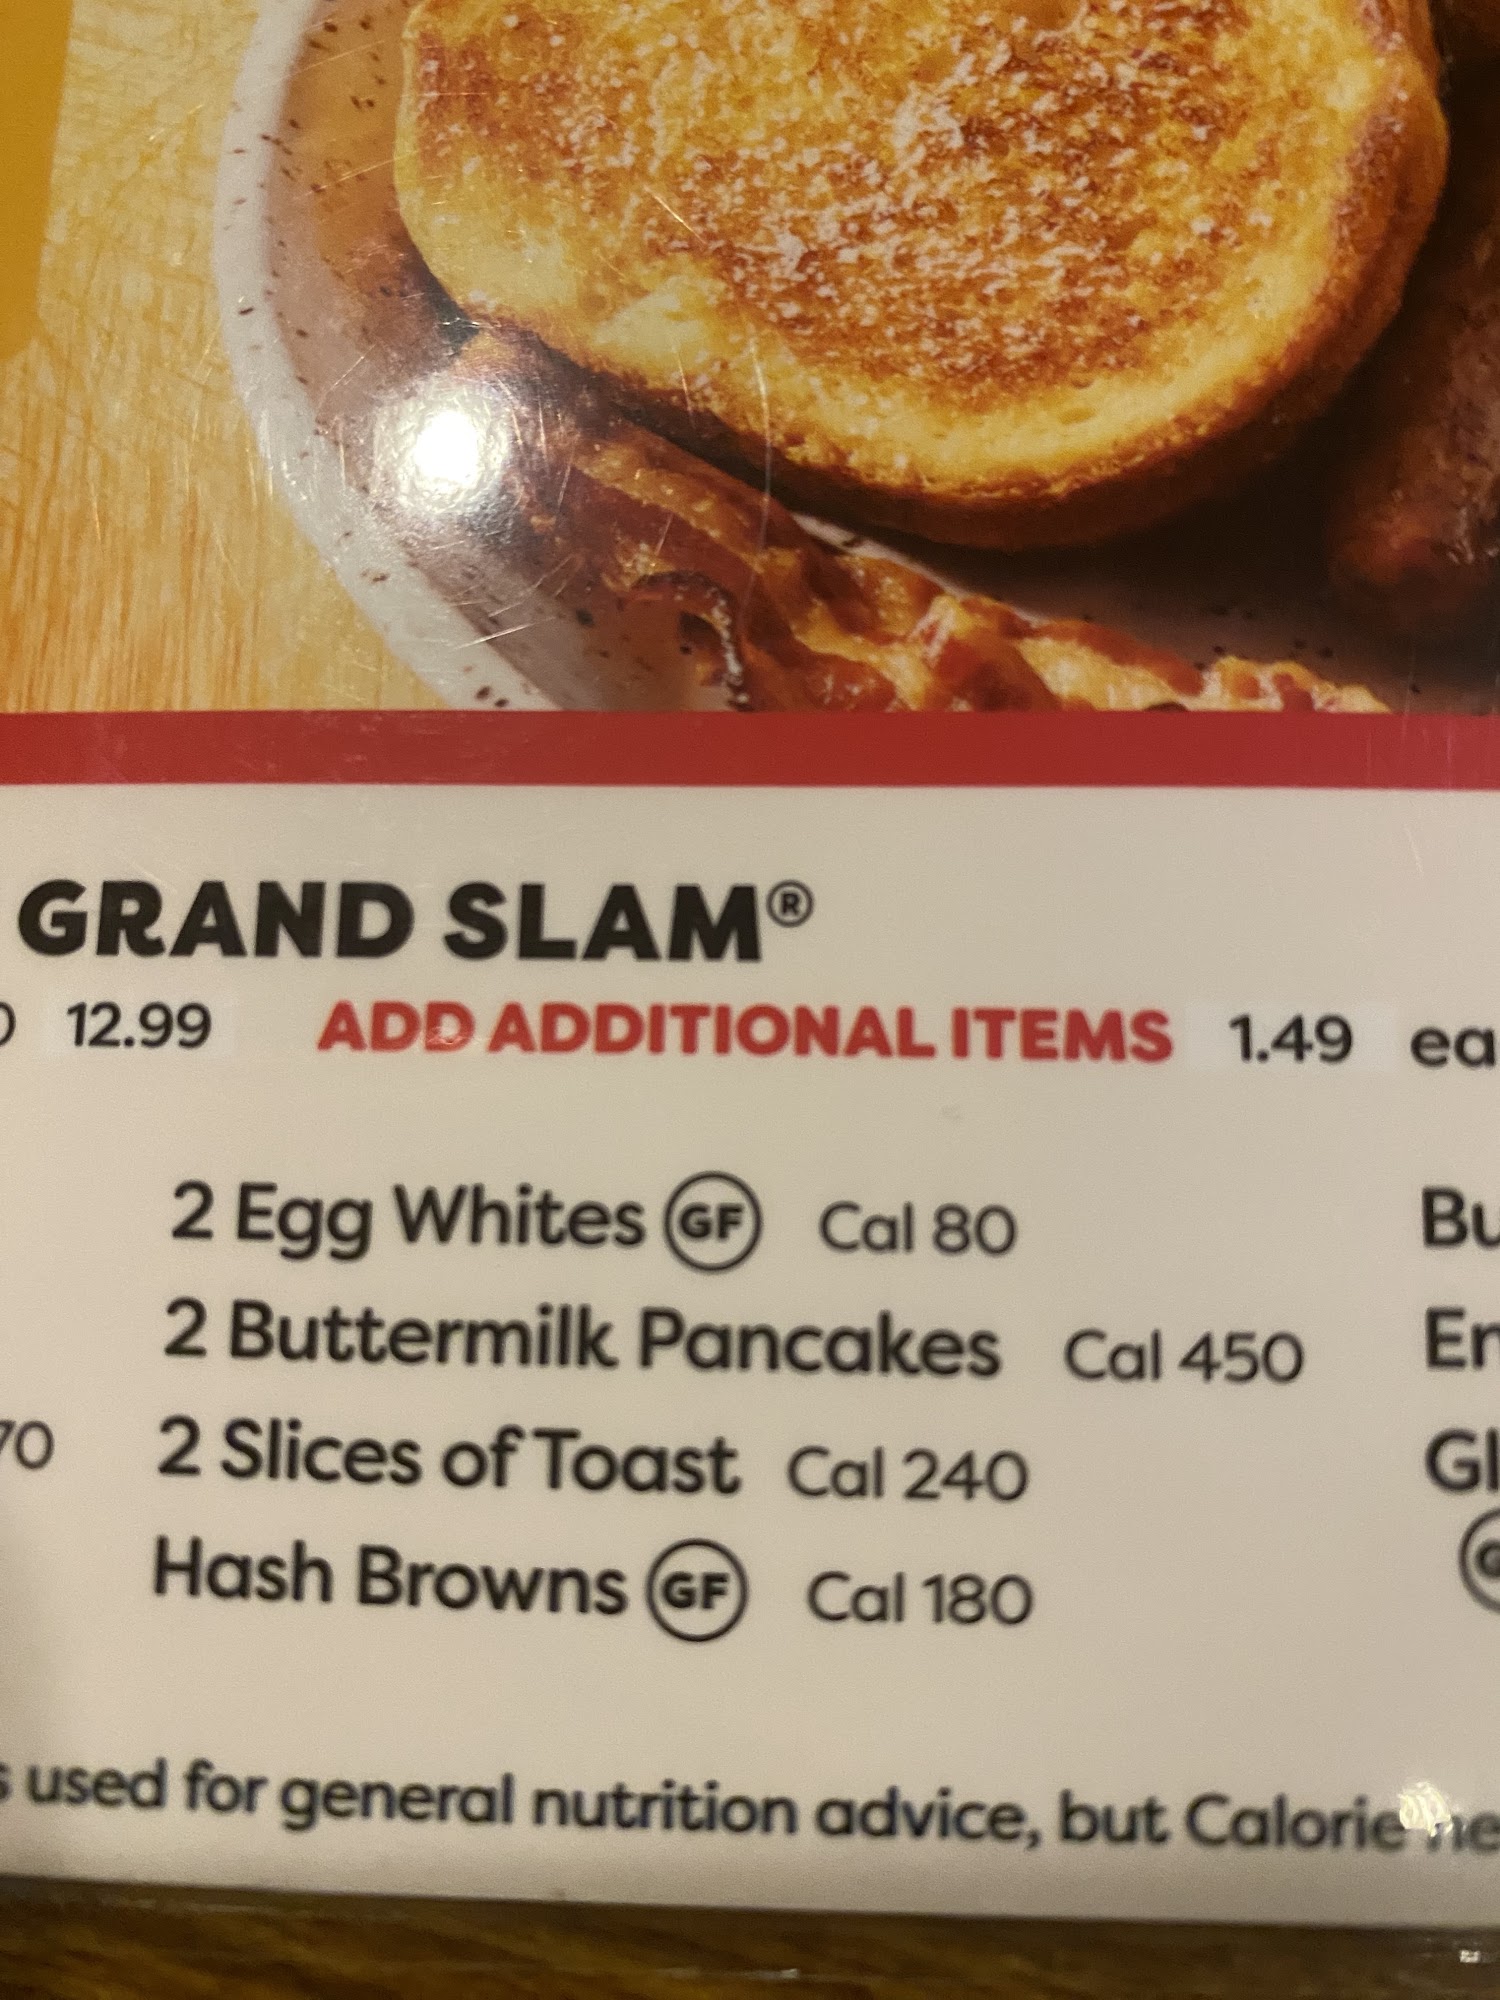 GRAND SLAM®
12.99 ADD ADDITIONAL ITEMS 1.49 ea
2 Egg Whites GF Cal 80
2 Buttermilk Pancakes Cal 450
70 2 Slices of Toast Cal 240
Hash Browns GF Cal 180
used for general nutrition advice, but Calorie